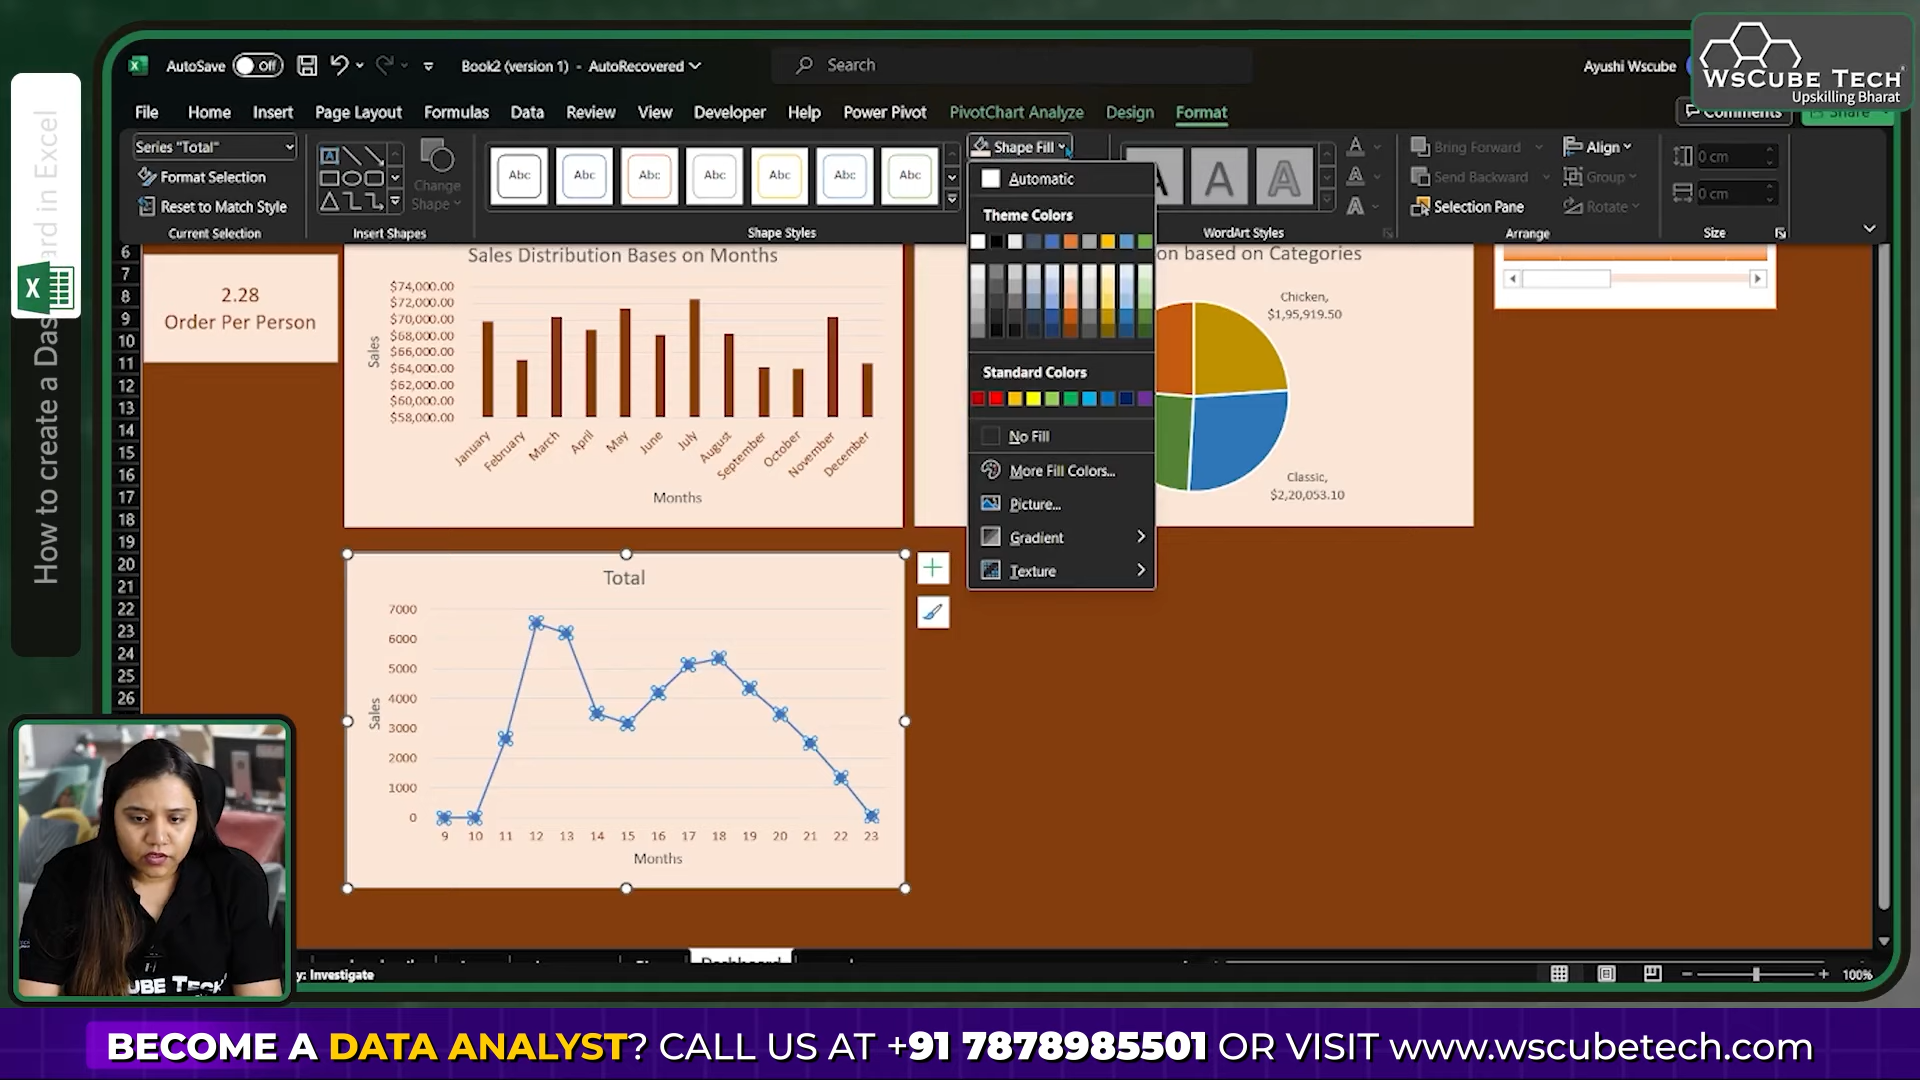 WsCube Tech
Upskilling Bharat
How to create a Dashboard in Excel
AutoSave Off Book2 (version 1) - AutoRecovered Search Ayushi Wscube
File Home Insert Page Layout Formulas Data Review View Developer Help Power Pivot PivotChart Analyze Design Format Comments Share
Series "Total"
Format Selection
Reset to Match Style
Current Selection
Change
Shape
Insert Shapes
Abc Abc Abc Abc Abc Abc Abc
Shape Styles
Shape Fill
Automatic
Theme Colors
Standard Colors
No Fill
More Fill Colors...
Picture...
Gradient
Texture
A A A
WordArt Styles
Bring Forward
Send Backward
Selection Pane
Align
Group
Rotate
Arrange
0 cm
0 cm
Size
6
7
8
9
10
11
12
13
14
15
16
17
18
19
20
21
22
23
24
25
26
2.28
Order Per Person
Sales Distribution Bases on Months
Sales
$74,000.00
$72,000.00
$70,000.00
$68,000.00
$66,000.00
$64,000.00
$62,000.00
$60,000.00
$58,000.00
January February March April May June July August September October November December
Months
on based on Categories
Chicken,
$1,95,919.50
Classic,
$2,20,053.10
Total
Sales
7000
6000
5000
4000
3000
2000
1000
0
9 10 11 12 13 14 15 16 17 18 19 20 21 22 23
Months
Dashboard
y: Investigate
100%
CUBE TECH
BECOME A DATA ANALYST? CALL US AT +91 7878985501 OR VISIT www.wscubetech.com